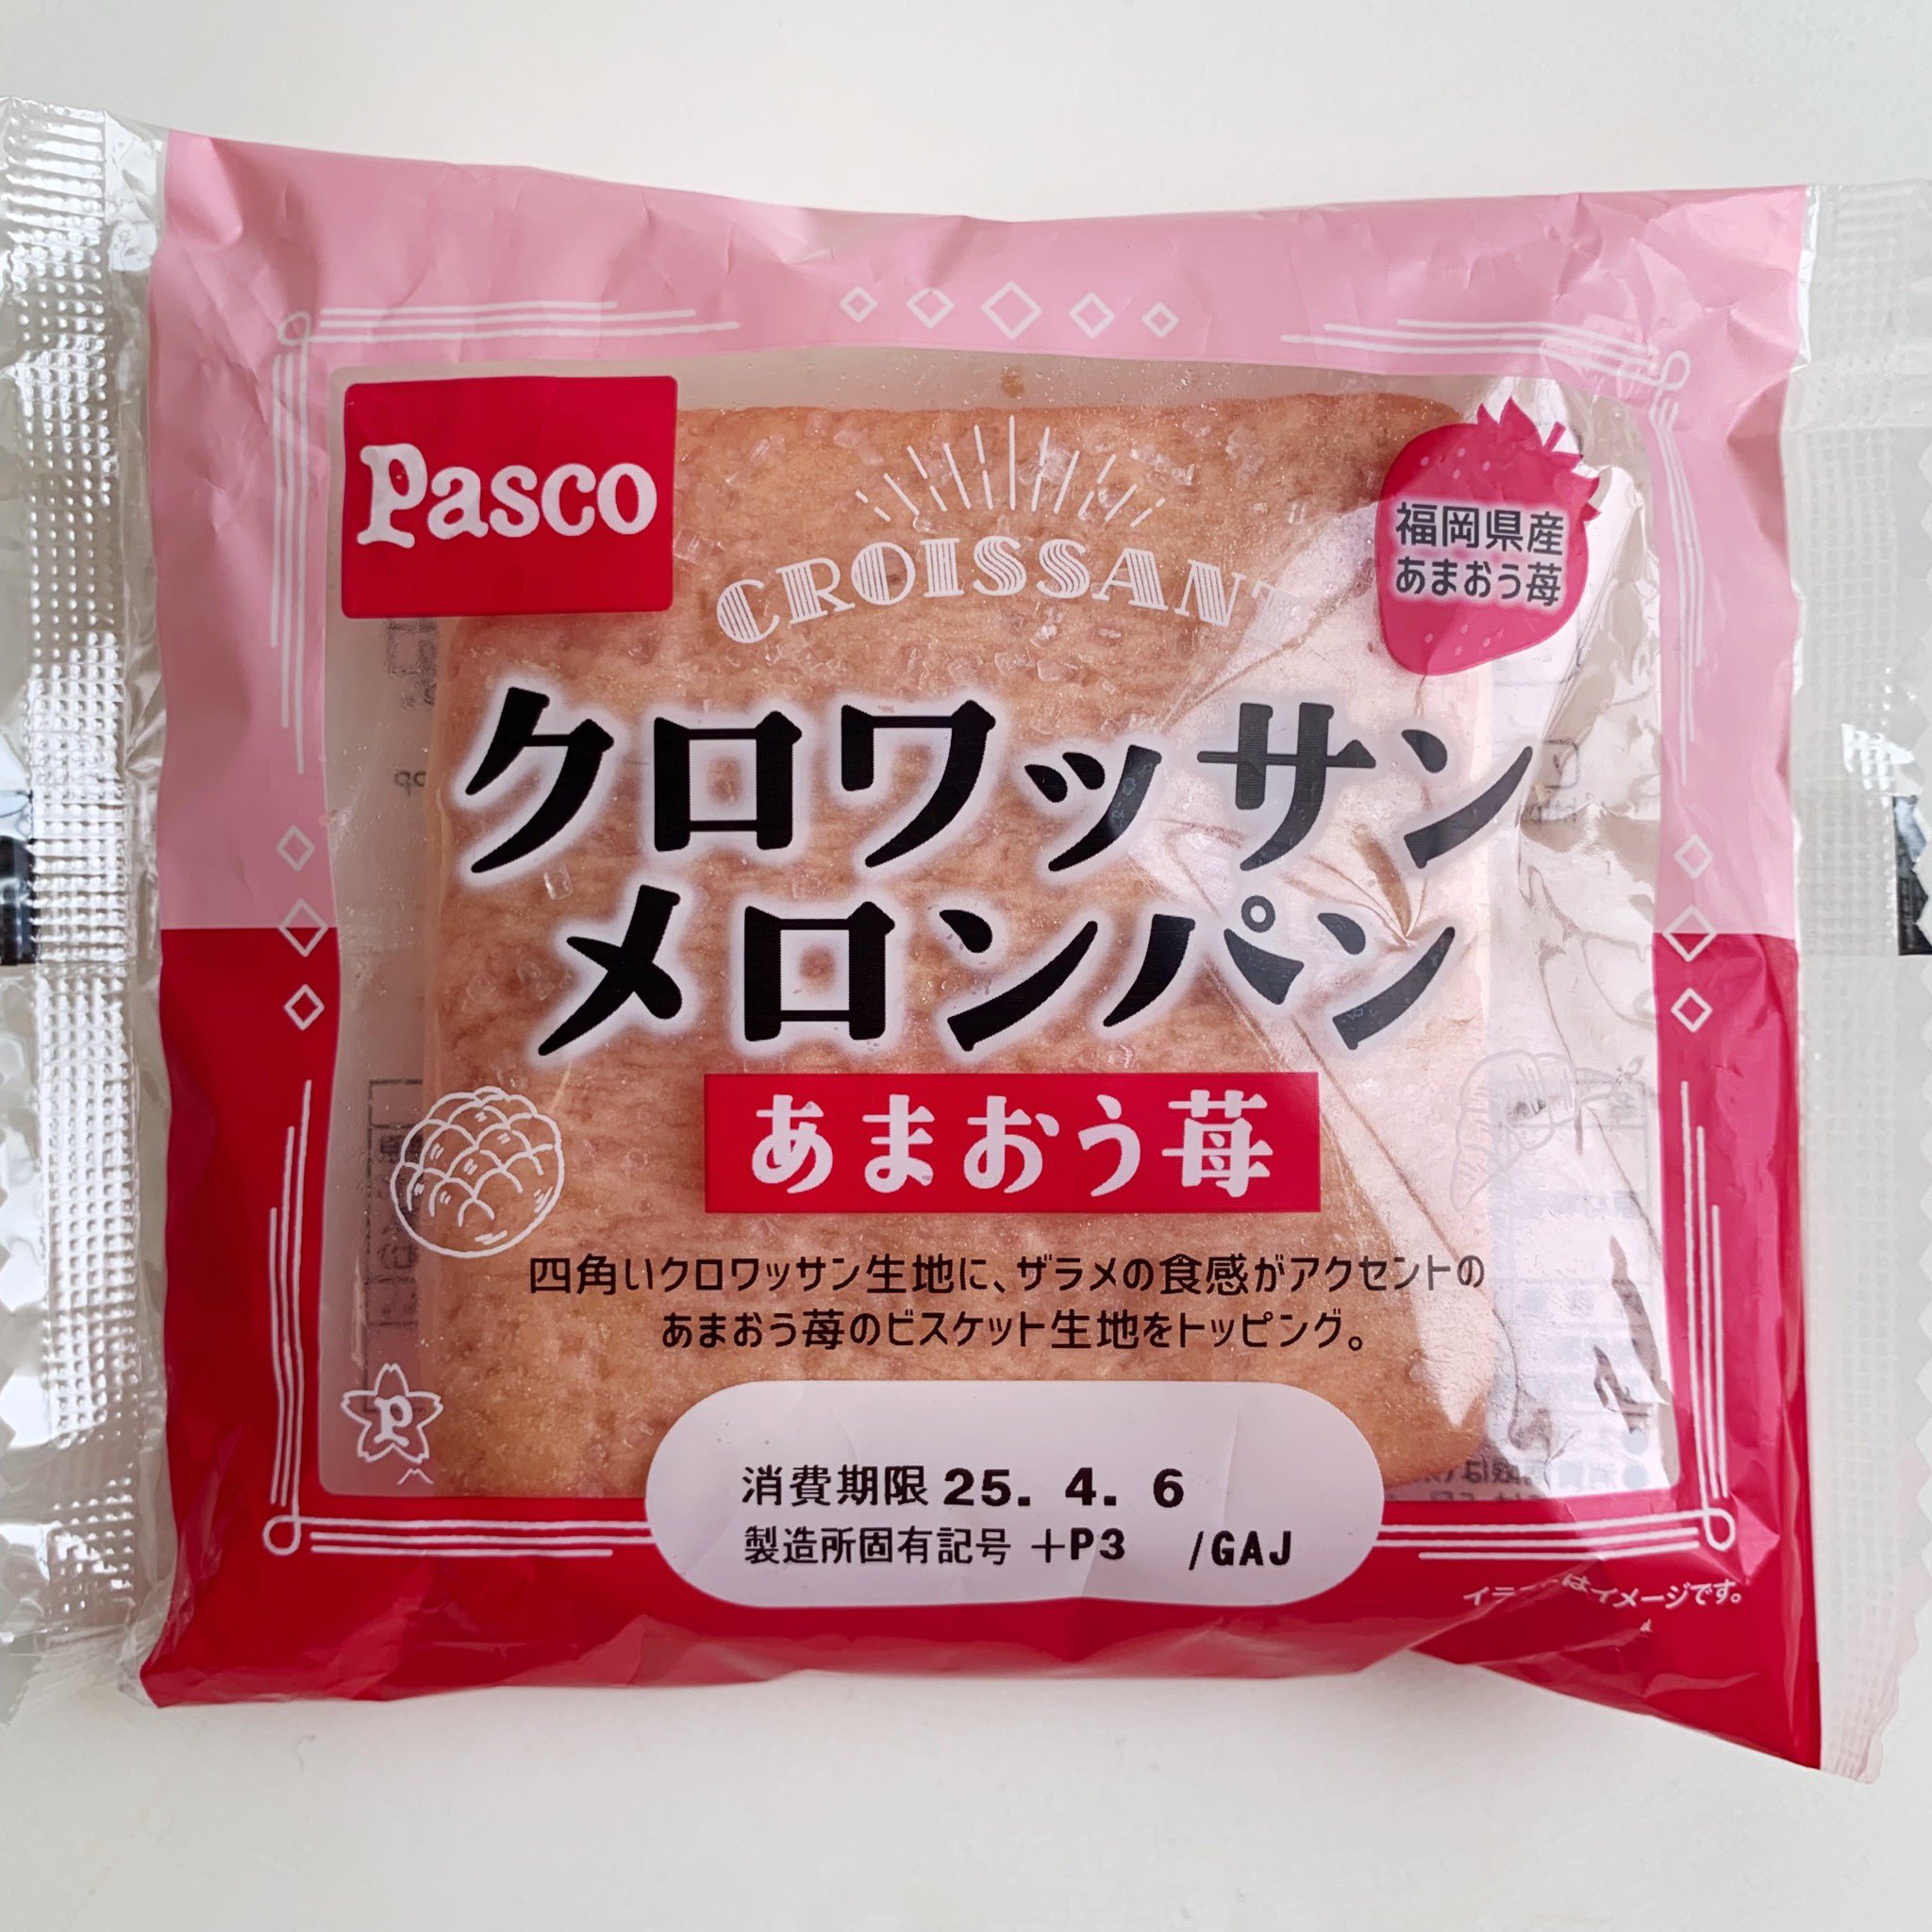 Pasco
CROISSANT
福岡県産
あまおう苺
クロワッサン
メロンパン
あまおう苺
四角いクロワッサン生地に、ザラメの食感がアクセントの
あまおう苺のビスケット生地をトッピング。
P
消費期限 25. 4. 6
製造所固有記号 +P3 /GAJ
はイメージです。